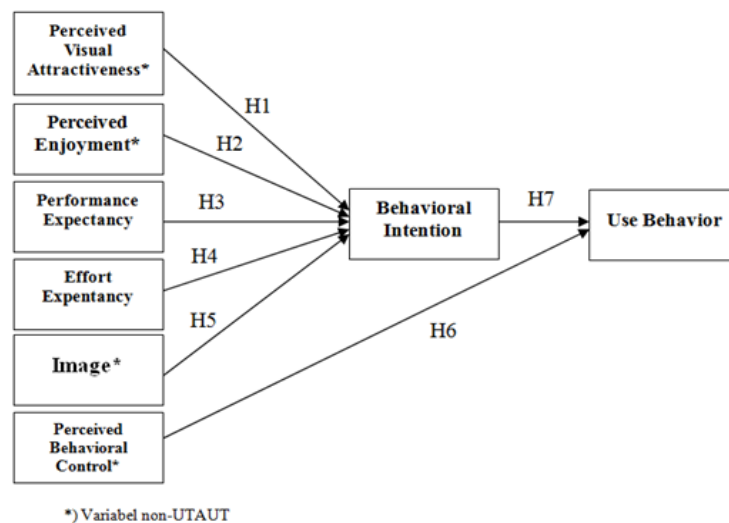 Perceived
Visual
Attractiveness*
H1
Perceived
Enjoyment*
H2
Performance
Expectancy
H3
Behavioral
Intention
H7
Use Behavior
Effort
Expentancy
H4
H5
Image*
H6
Perceived
Behavioral
Control*
*) Variabel non-UTAUT